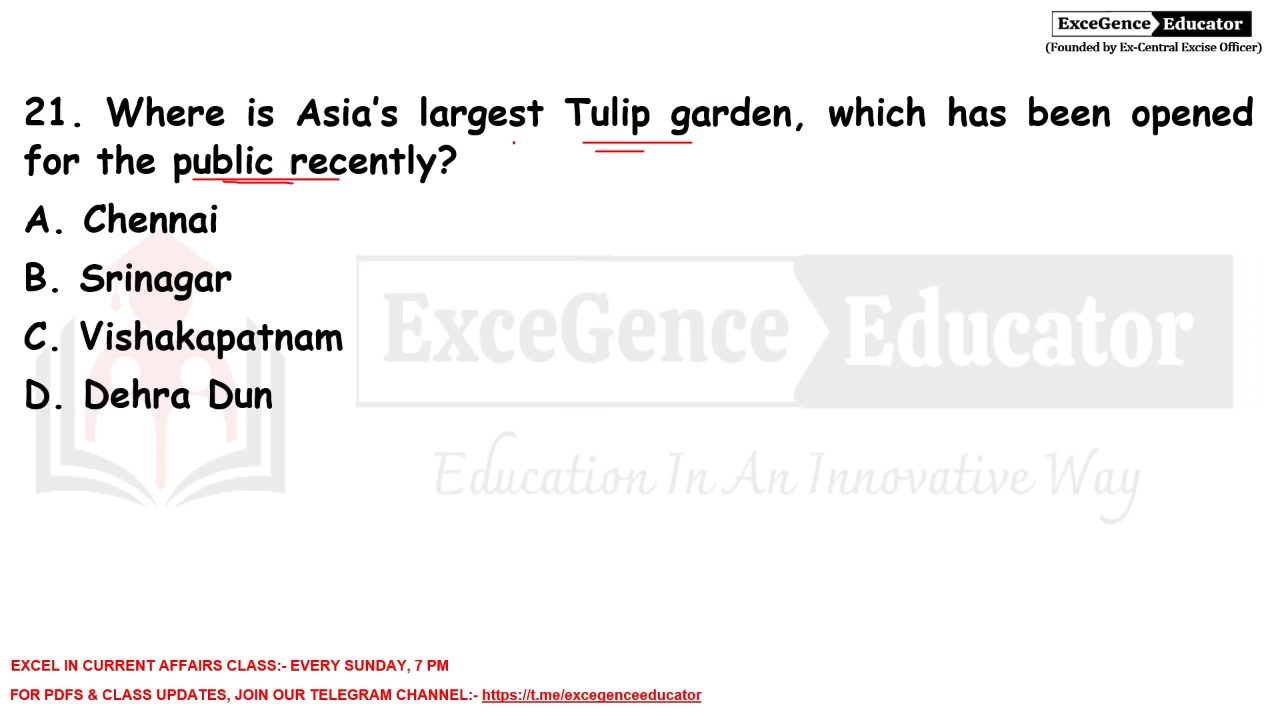 ExceGence Educator
(Founded by Ex-Central Excise Officer)
21. Where is Asia's largest Tulip garden, which has been opened
for the public recently?
A. Chennai
B. Srinagar
C. Vishakapatnam
D. Dehra Dun
ExceGence Educator
Education In An Innovative Way
EXCEL IN CURRENT AFFAIRS CLASS:- EVERY SUNDAY, 7 PM
FOR PDFS & CLASS UPDATES, JOIN OUR TELEGRAM CHANNEL:- https://t.me/excegenceeducator